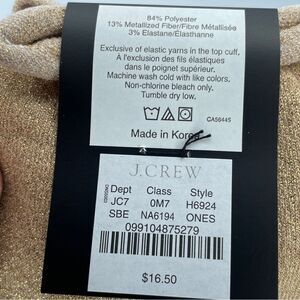 84% Polyester
13% Metallized Fiber/Fibre Métallisée
3% Elastane/Élasthanne
Exclusive of elastic yarns in the top cuff.
À l'exclusion des fils élastiques
dans le poignet supérieur.
Machine wash cold with like colors.
Non-chlorine bleach only.
Tumble dry low.
CA56445
Made in Korea
J.CREW
Dept Class Style
JC7 0M7 H6924
SBE NA6194 ONES
099104875279
$16.50